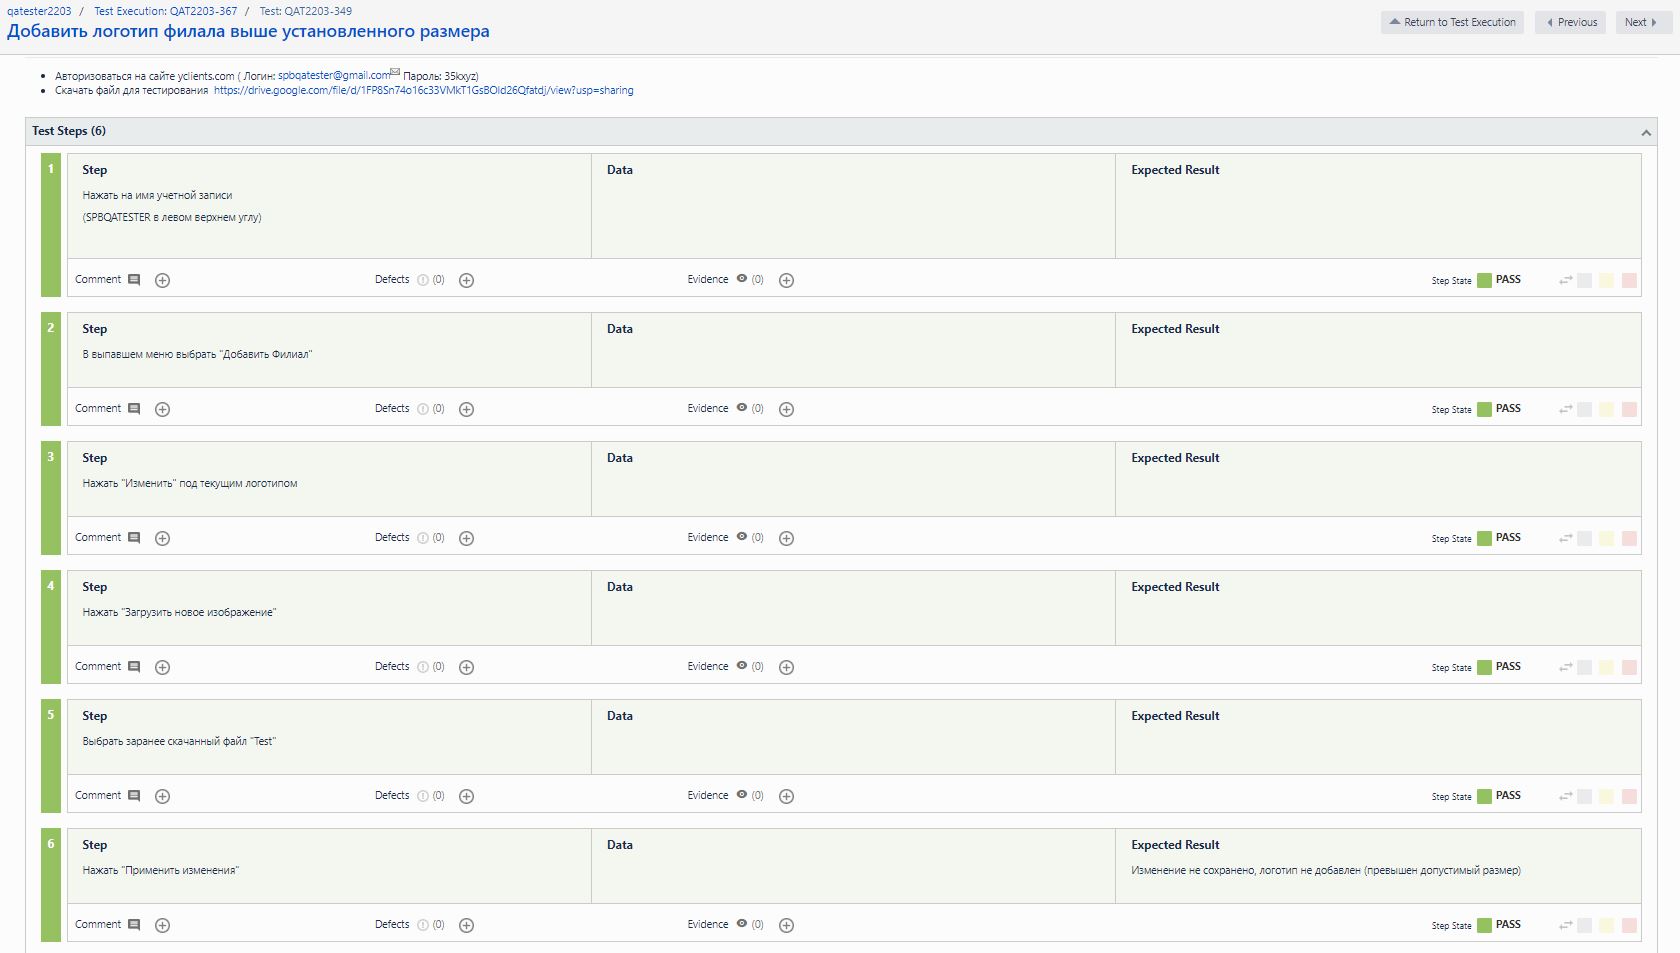 qatester2203 / Test Execution: QAT2203-367 / Test: QAT2203-349
Добавить логотип филала выше установленного размера
Return to Test Execution Previous Next
Авторизоваться на сайте yclients.com ( Логин: spbqatester@gmail.com Пароль: 35kxyz)
Скачать файл для тестирования https://drive.google.com/file/d/1FP8Sn74o16c33VMkT1GsBOld26Qfatdj/view?usp=sharing
Test Steps (6)
1 Step Data Expected Result
Нажать на имя учетной записи
(SPBQATESTER в левом верхнем углу)
Comment Defects (0) Evidence (0) Step State PASS
2 Step Data Expected Result
В выпавшем меню выбрать "Добавить Филиал"
Comment Defects (0) Evidence (0) Step State PASS
3 Step Data Expected Result
Нажать "Изменить" под текущим логотипом
Comment Defects (0) Evidence (0) Step State PASS
4 Step Data Expected Result
Нажать "Загрузить новое изображение"
Comment Defects (0) Evidence (0) Step State PASS
5 Step Data Expected Result
Выбрать заранее скачанный файл "Test"
Comment Defects (0) Evidence (0) Step State PASS
6 Step Data Expected Result
Нажать "Применить изменения" Изменение не сохранено, логотип не добавлен (превышен допустимый размер)
Comment Defects (0) Evidence (0) Step State PASS